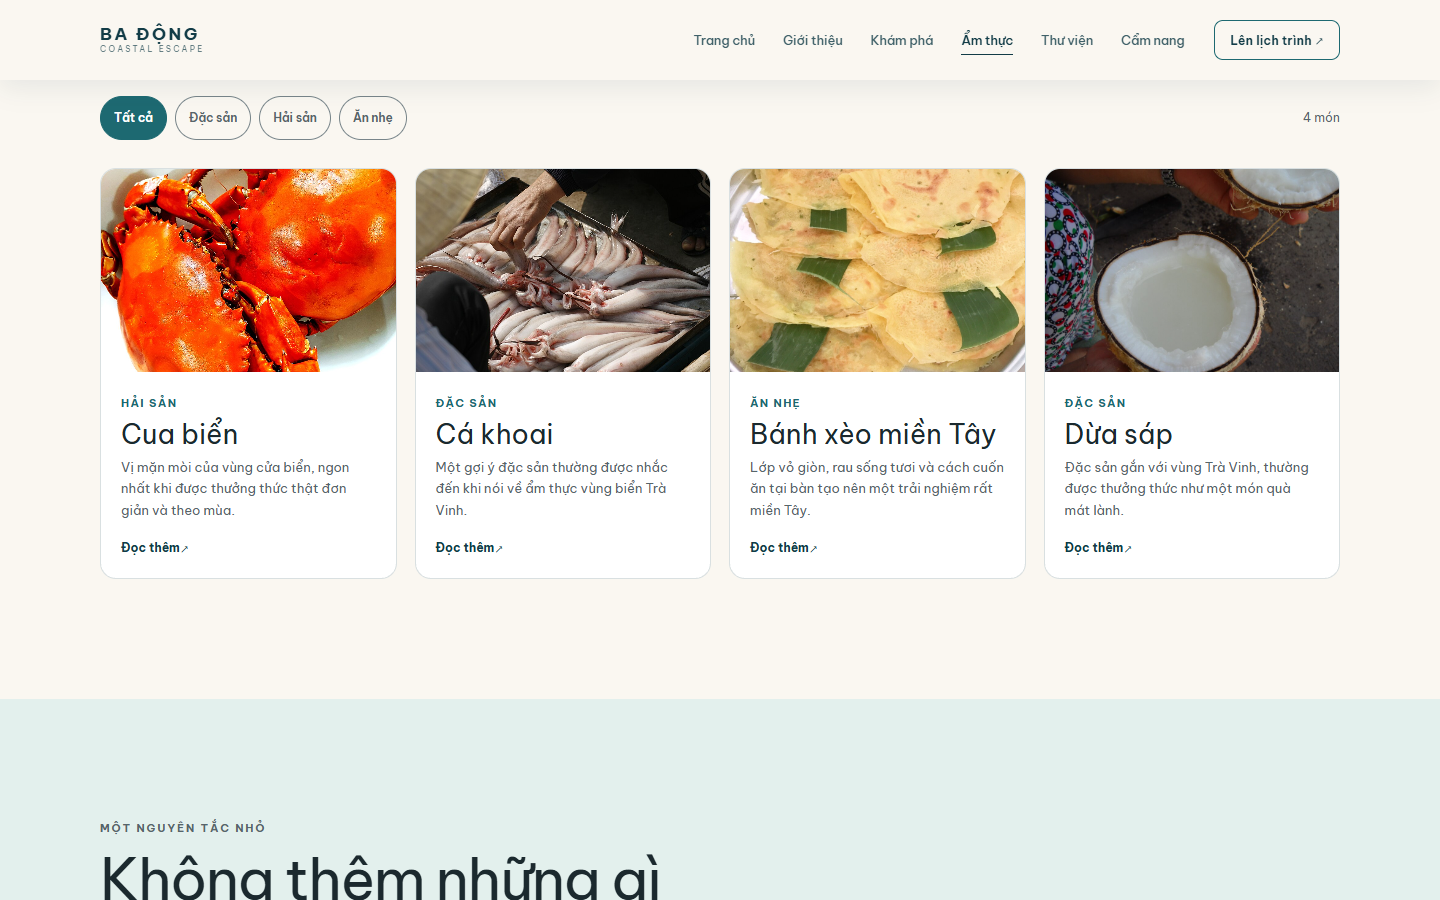 BA ĐỘNG
COASTAL ESCAPE
Trang chủ
Giới thiệu
Khám phá
Ẩm thực
Thư viện
Cẩm nang
Lên lịch trình ↗
Tất cả
Đặc sản
Hải sản
Ăn nhẹ
4 món
HẢI SẢN
Cua biển
Vị mặn mòi của vùng cửa biển, ngon
nhất khi được thưởng thức thật đơn
giản và theo mùa.
Đọc thêm↗
ĐẶC SẢN
Cá khoai
Một gợi ý đặc sản thường được nhắc
đến khi nói về ẩm thực vùng biển Trà
Vinh.
Đọc thêm↗
ĂN NHẸ
Bánh xèo miền Tây
Lớp vỏ giòn, rau sống tươi và cách cuốn
ăn tại bàn tạo nên một trải nghiệm rất
miền Tây.
Đọc thêm↗
ĐẶC SẢN
Dừa sáp
Đặc sản gắn với vùng Trà Vinh, thường
được thưởng thức như một món quà
mát lành.
Đọc thêm↗
MỘT NGUYÊN TẮC NHỎ
Không thêm những gì